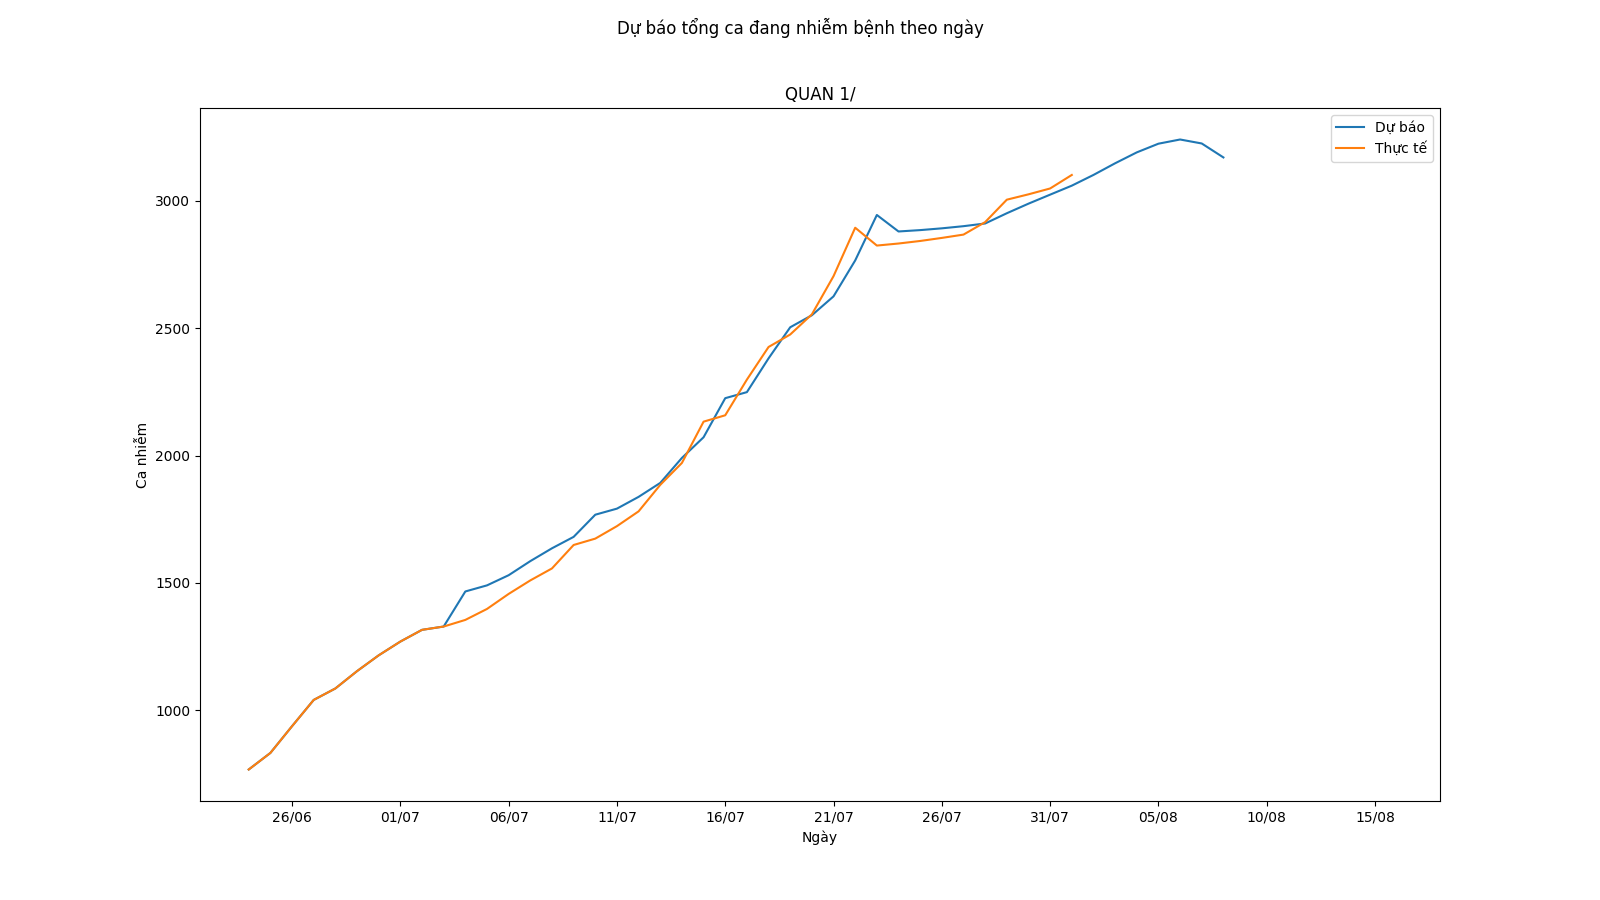 Dự báo tổng ca đang nhiễm bệnh theo ngày
QUAN 1/
Dự báo
Thực tế
3000
2500
2000
1500
1000
Ca nhiễm
26/06 01/07 06/07 11/07 16/07 21/07 26/07 31/07 05/08 10/08 15/08
Ngày